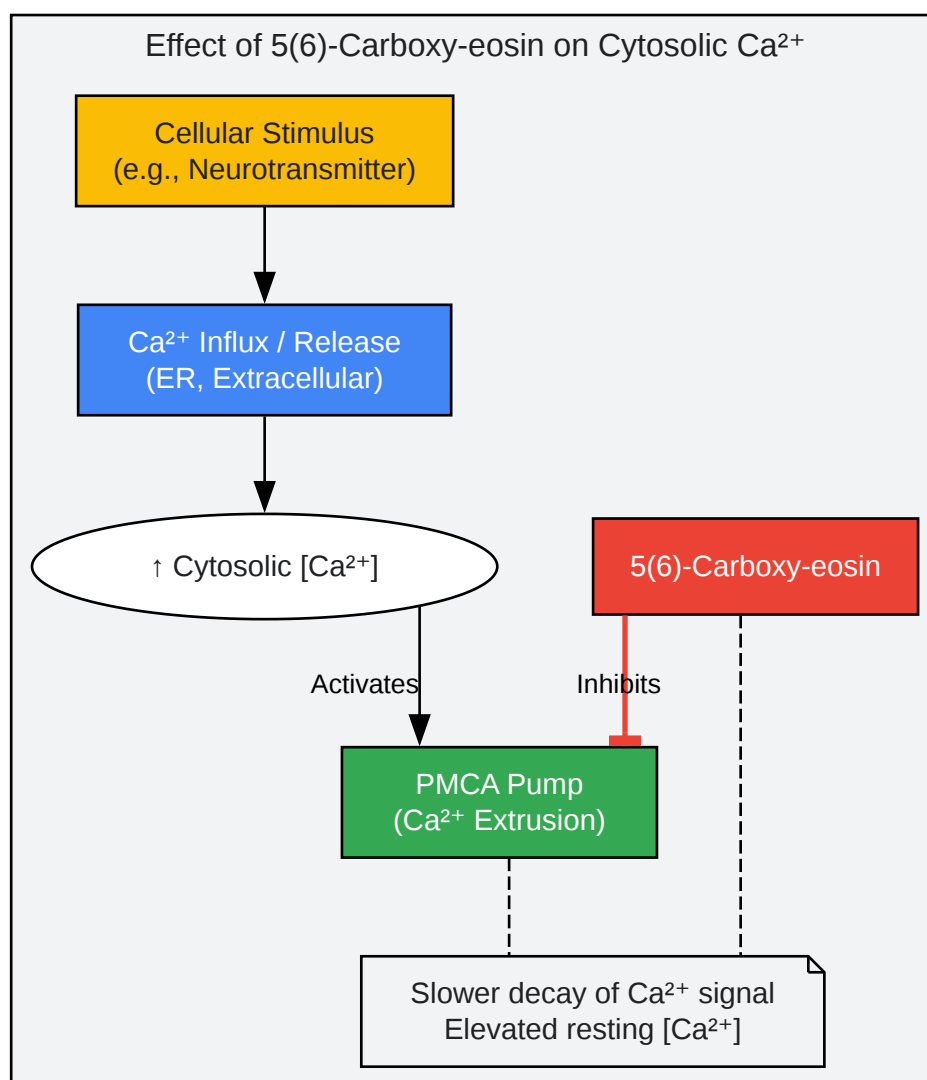 Effect of 5(6)-Carboxy-eosin on Cytosolic Ca²⁺
Cellular Stimulus
(e.g., Neurotransmitter)
Ca²⁺ Influx / Release
(ER, Extracellular)
↑ Cytosolic [Ca²⁺]
5(6)-Carboxy-eosin
Activates
Inhibits
PMCA Pump
(Ca²⁺ Extrusion)
Slower decay of Ca²⁺ signal
Elevated resting [Ca²⁺]